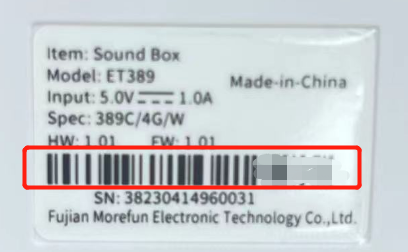 Item: Sound Box
Model: ET389
Made-in-China
Input: 5.0V⎓1.0A
Spec: 389C/4G/W
HW: 1.01 FW: 1.01
SN: 38230414960031
Fujian Morefun Electronic Technology Co.,Ltd.